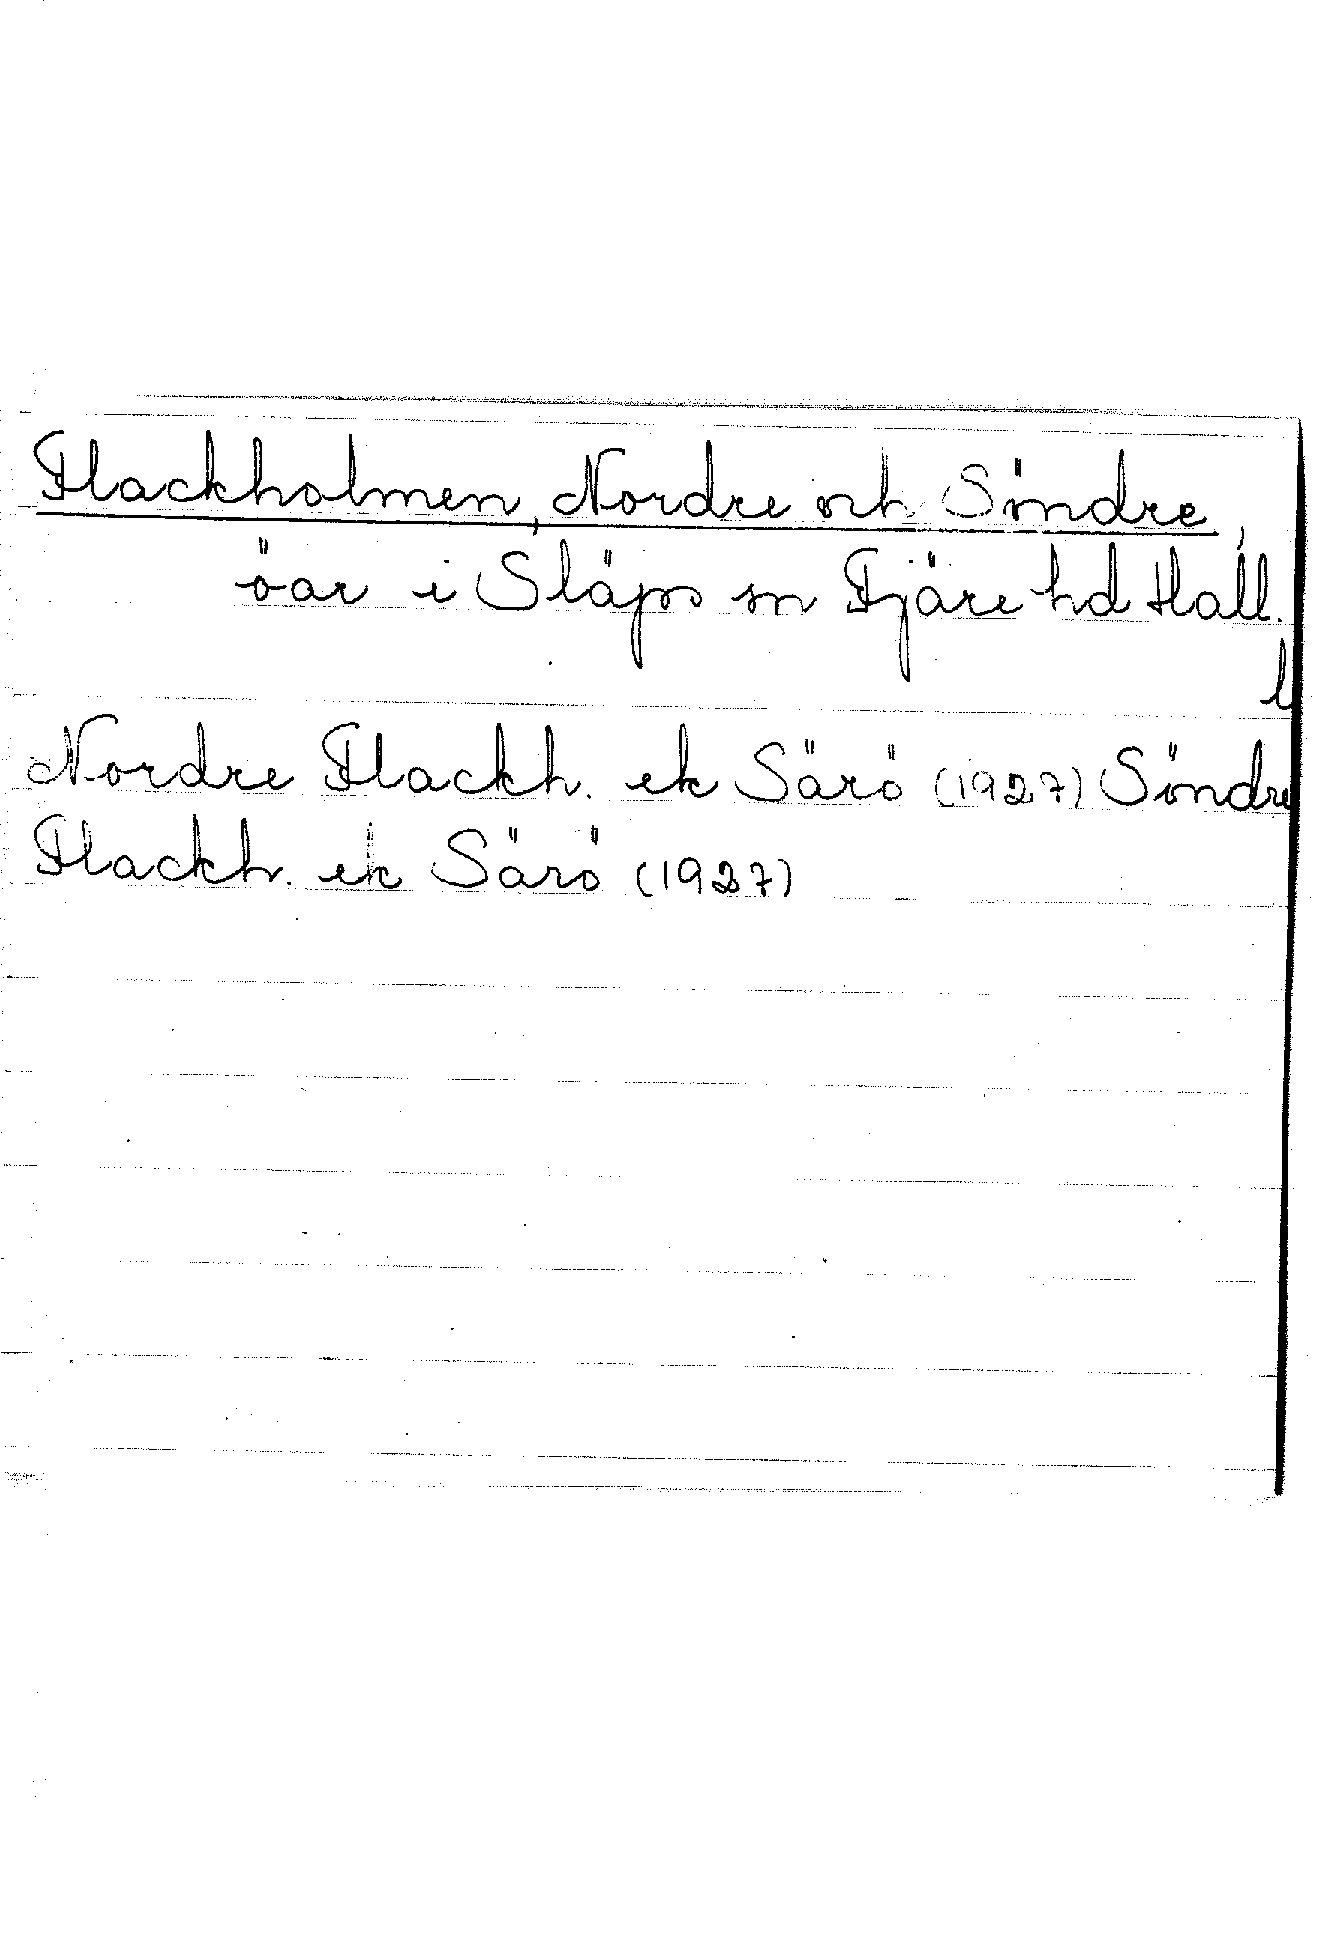 Flackholmen, Nordre och Söndre,
öar i Släps sn Fjäre hd Hall.
l
Nordre Flackh. ek Särö (1927) Söndre
Flackh. ek Särö (1927)